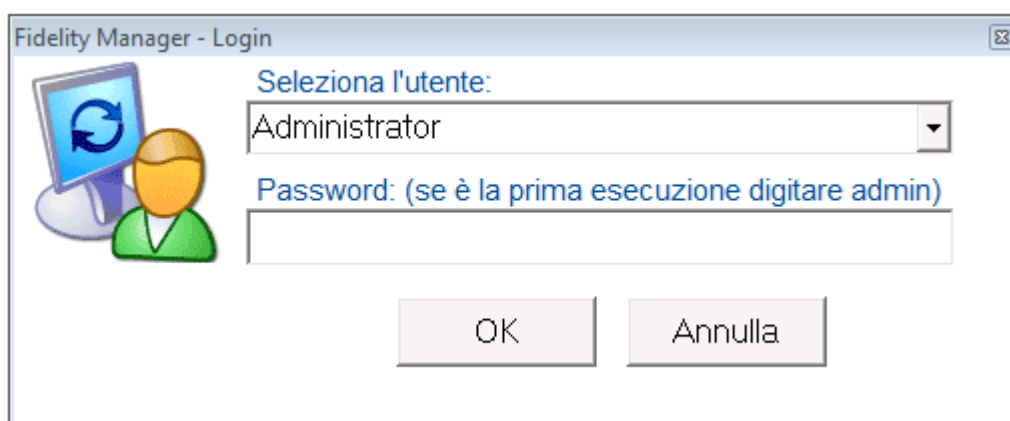 Fidelity Manager - Login
Seleziona l'utente:
Administrator
Password: (se è la prima esecuzione digitare admin)
OK
Annulla